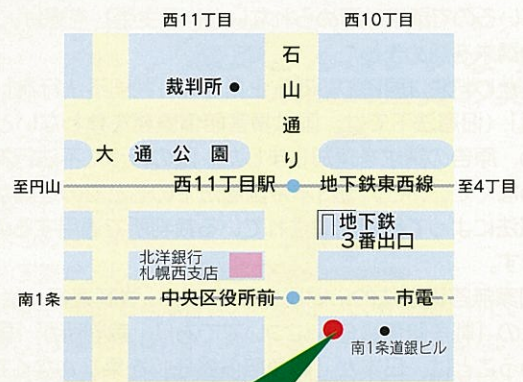 西11丁目
西10丁目
石山通り
裁判所
大通公園
至円山
西11丁目駅
地下鉄東西線
至4丁目
地下鉄
3番出口
北洋銀行
札幌西支店
南1条
中央区役所前
市電
南1条道銀ビル